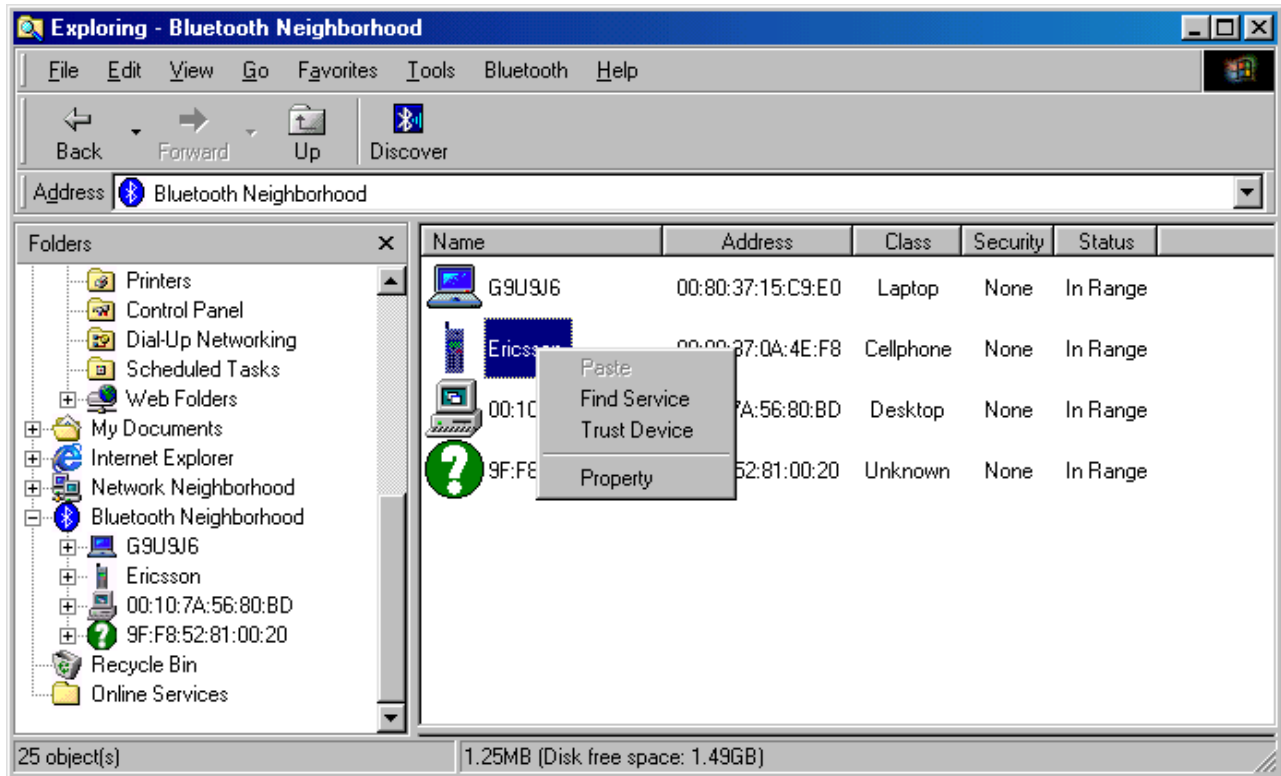 Exploring - Bluetooth Neighborhood
File Edit View Go Favorites Tools Bluetooth Help
Back Forward Up Discover
Address Bluetooth Neighborhood
Folders
Printers
Control Panel
Dial-Up Networking
Scheduled Tasks
Web Folders
My Documents
Internet Explorer
Network Neighborhood
Bluetooth Neighborhood
G9U9J6
Ericsson
00:10:7A:56:80:BD
9F:F8:52:81:00:20
Recycle Bin
Online Services
Name Address Class Security Status
G9U9J6 00:80:37:15:C9:E0 Laptop None In Range
Cellphone None In Range
Desktop None In Range
Unknown None In Range
Paste
Find Service
Trust Device
Property
25 object(s) 1.25MB (Disk free space: 1.49GB)